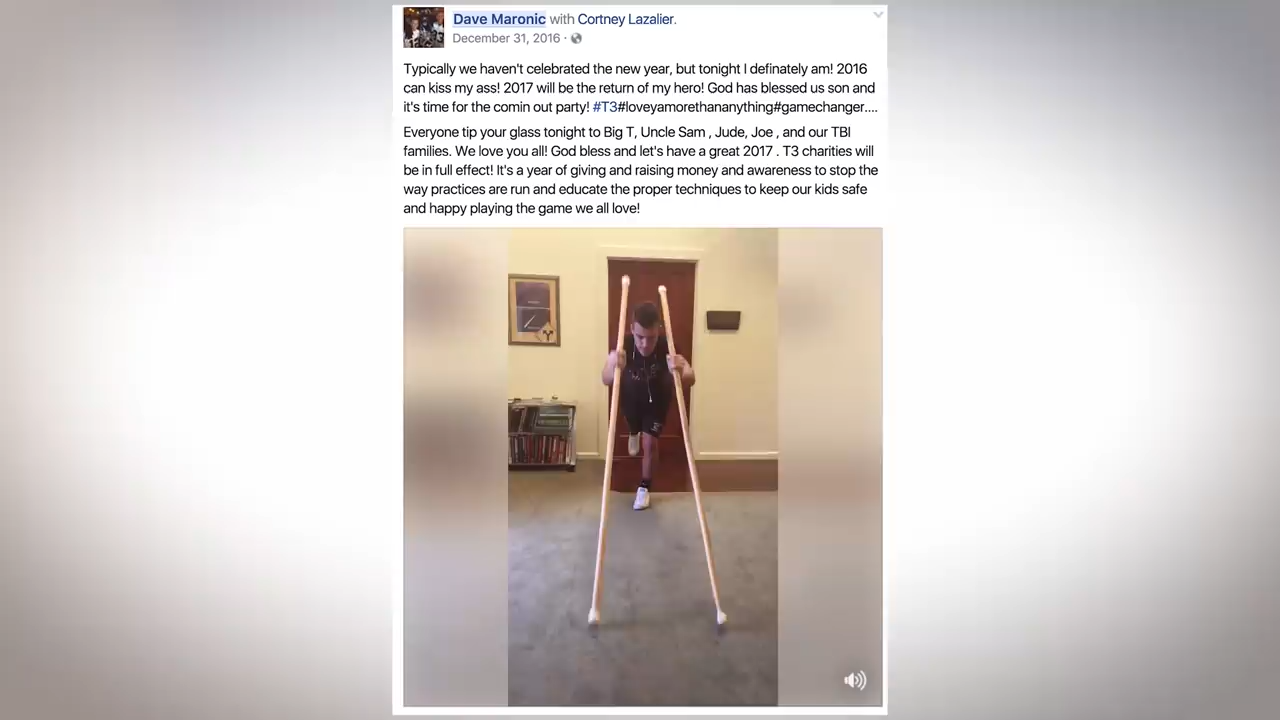 Dave Maronic with Cortney Lazalier.
December 31, 2016 ·
Typically we haven't celebrated the new year, but tonight I definately am! 2016
can kiss my ass! 2017 will be the return of my hero! God has blessed us son and
it's time for the comin out party! #T3#loveyamorethananything#gamechanger....
Everyone tip your glass tonight to Big T, Uncle Sam , Jude, Joe , and our TBI
families. We love you all! God bless and let's have a great 2017 . T3 charities will
be in full effect! It's a year of giving and raising money and awareness to stop the
way practices are run and educate the proper techniques to keep our kids safe
and happy playing the game we all love!